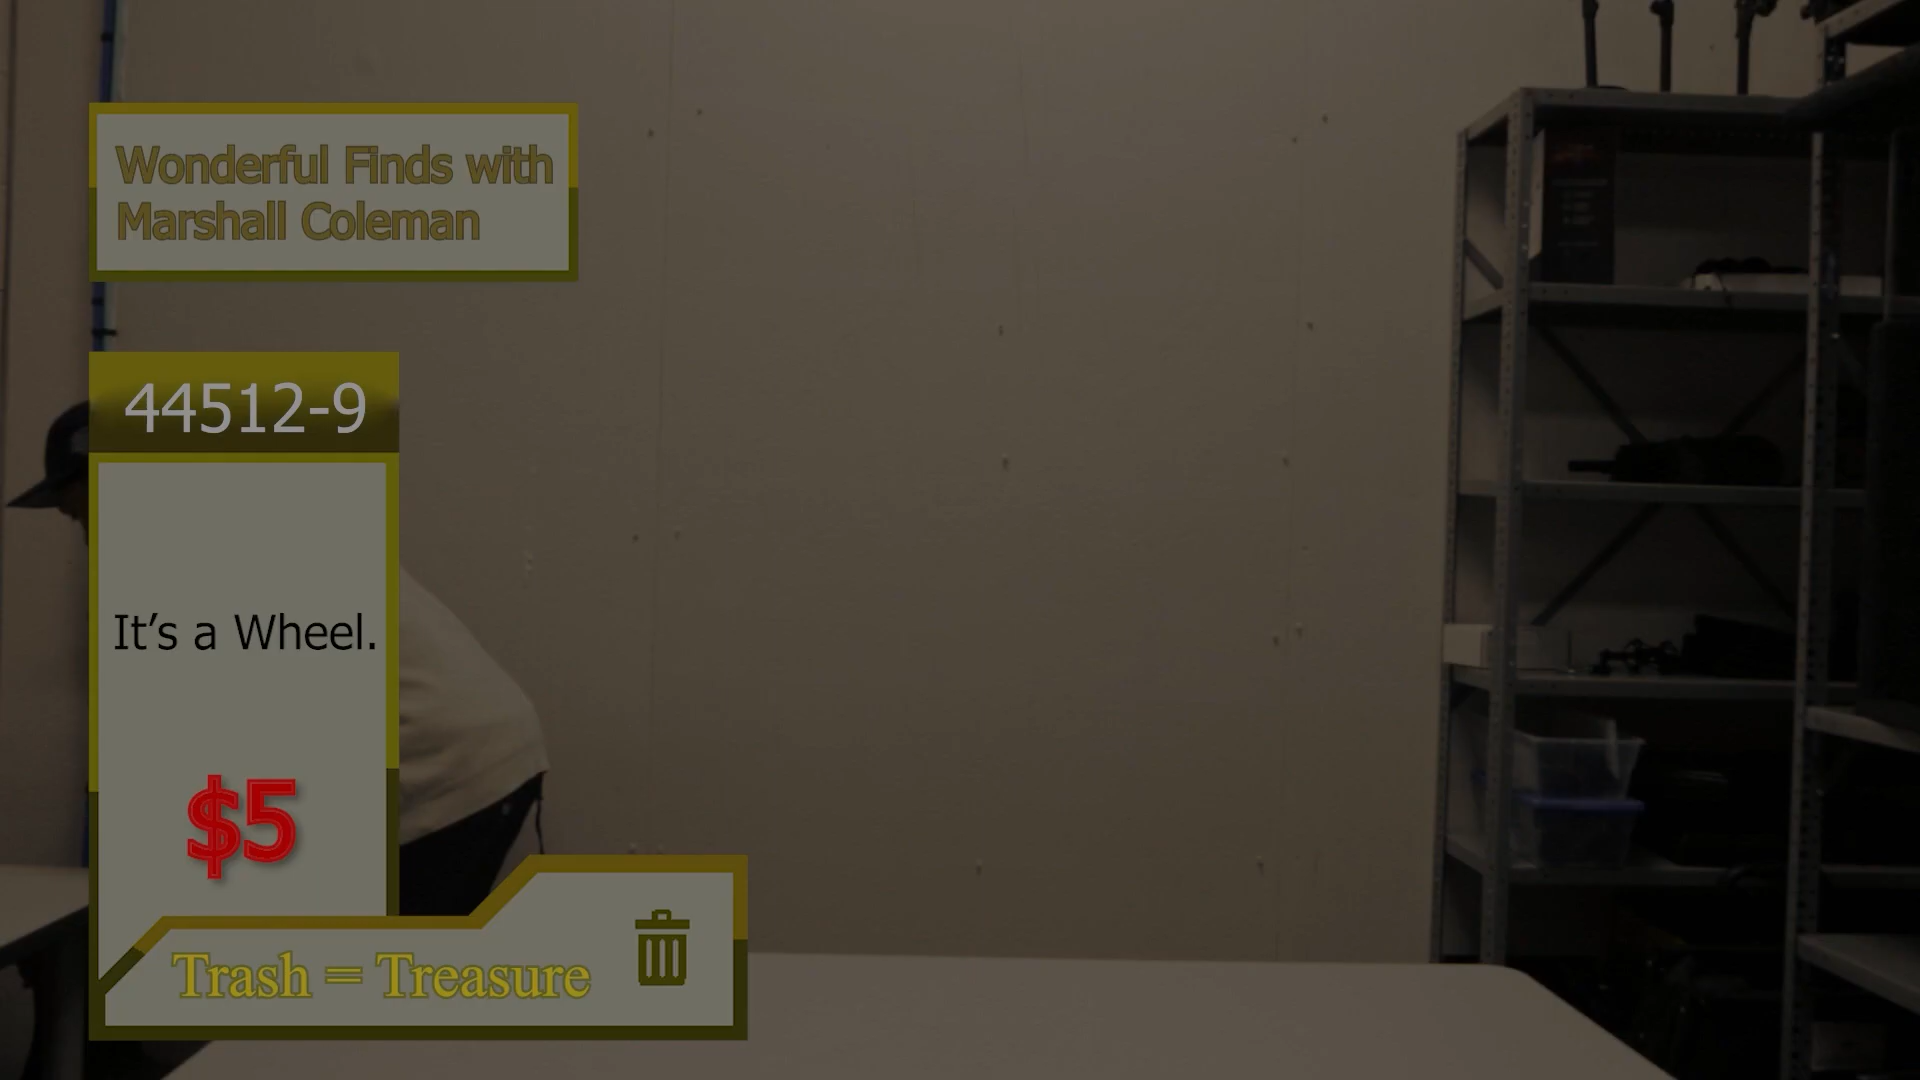 Wonderful Finds with
Marshall Coleman
44512-9
It's a Wheel.
$5
Trash = Treasure